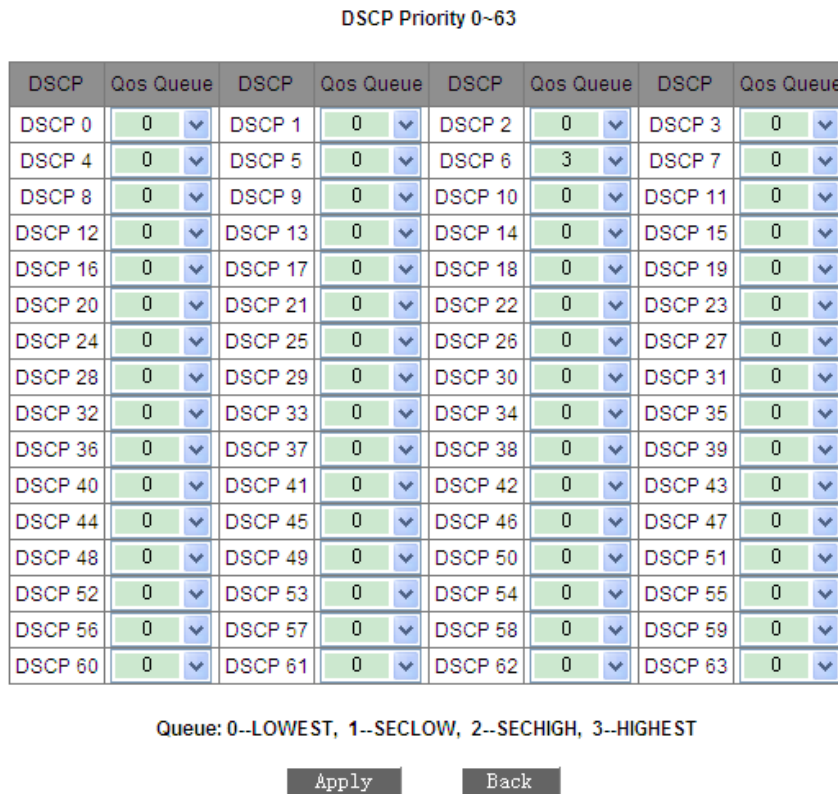 DSCP Priority 0~63
DSCP Qos Queue DSCP Qos Queue DSCP Qos Queue DSCP Qos Queue
DSCP 0 0 DSCP 1 0 DSCP 2 0 DSCP 3 0
DSCP 4 0 DSCP 5 0 DSCP 6 3 DSCP 7 0
DSCP 8 0 DSCP 9 0 DSCP 10 0 DSCP 11 0
DSCP 12 0 DSCP 13 0 DSCP 14 0 DSCP 15 0
DSCP 16 0 DSCP 17 0 DSCP 18 0 DSCP 19 0
DSCP 20 0 DSCP 21 0 DSCP 22 0 DSCP 23 0
DSCP 24 0 DSCP 25 0 DSCP 26 0 DSCP 27 0
DSCP 28 0 DSCP 29 0 DSCP 30 0 DSCP 31 0
DSCP 32 0 DSCP 33 0 DSCP 34 0 DSCP 35 0
DSCP 36 0 DSCP 37 0 DSCP 38 0 DSCP 39 0
DSCP 40 0 DSCP 41 0 DSCP 42 0 DSCP 43 0
DSCP 44 0 DSCP 45 0 DSCP 46 0 DSCP 47 0
DSCP 48 0 DSCP 49 0 DSCP 50 0 DSCP 51 0
DSCP 52 0 DSCP 53 0 DSCP 54 0 DSCP 55 0
DSCP 56 0 DSCP 57 0 DSCP 58 0 DSCP 59 0
DSCP 60 0 DSCP 61 0 DSCP 62 0 DSCP 63 0
Queue: 0--LOWEST, 1--SECLOW, 2--SECHIGH, 3--HIGHEST
Apply Back